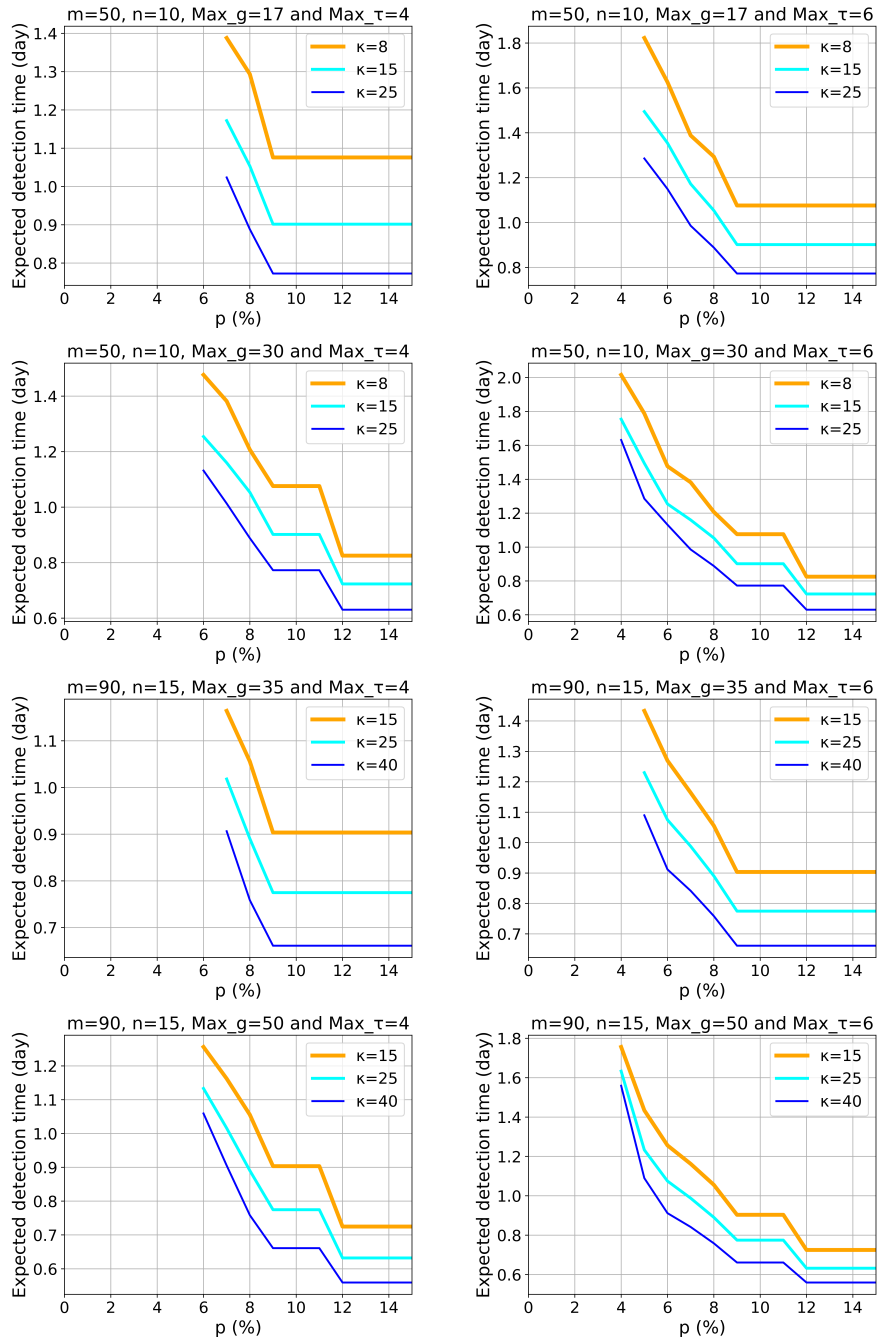 m=50, n=10, Max_g=17 and Max_τ=4
Expected detection time (day)
1.4
1.3
1.2
1.1
1.0
0.9
0.8
κ=8
κ=15
κ=25
0 2 4 6 8 10 12 14
p (%)
m=50, n=10, Max_g=17 and Max_τ=6
Expected detection time (day)
1.8
1.6
1.4
1.2
1.0
0.8
κ=8
κ=15
κ=25
0 2 4 6 8 10 12 14
p (%)
m=50, n=10, Max_g=30 and Max_τ=4
Expected detection time (day)
1.4
1.2
1.0
0.8
0.6
κ=8
κ=15
κ=25
0 2 4 6 8 10 12 14
p (%)
m=50, n=10, Max_g=30 and Max_τ=6
Expected detection time (day)
2.0
1.8
1.6
1.4
1.2
1.0
0.8
0.6
κ=8
κ=15
κ=25
0 2 4 6 8 10 12 14
p (%)
m=90, n=15, Max_g=35 and Max_τ=4
Expected detection time (day)
1.1
1.0
0.9
0.8
0.7
κ=15
κ=25
κ=40
0 2 4 6 8 10 12 14
p (%)
m=90, n=15, Max_g=35 and Max_τ=6
Expected detection time (day)
1.4
1.3
1.2
1.1
1.0
0.9
0.8
0.7
κ=15
κ=25
κ=40
0 2 4 6 8 10 12 14
p (%)
m=90, n=15, Max_g=50 and Max_τ=4
Expected detection time (day)
1.2
1.1
1.0
0.9
0.8
0.7
0.6
κ=15
κ=25
κ=40
0 2 4 6 8 10 12 14
p (%)
m=90, n=15, Max_g=50 and Max_τ=6
Expected detection time (day)
1.8
1.6
1.4
1.2
1.0
0.8
0.6
κ=15
κ=25
κ=40
0 2 4 6 8 10 12 14
p (%)